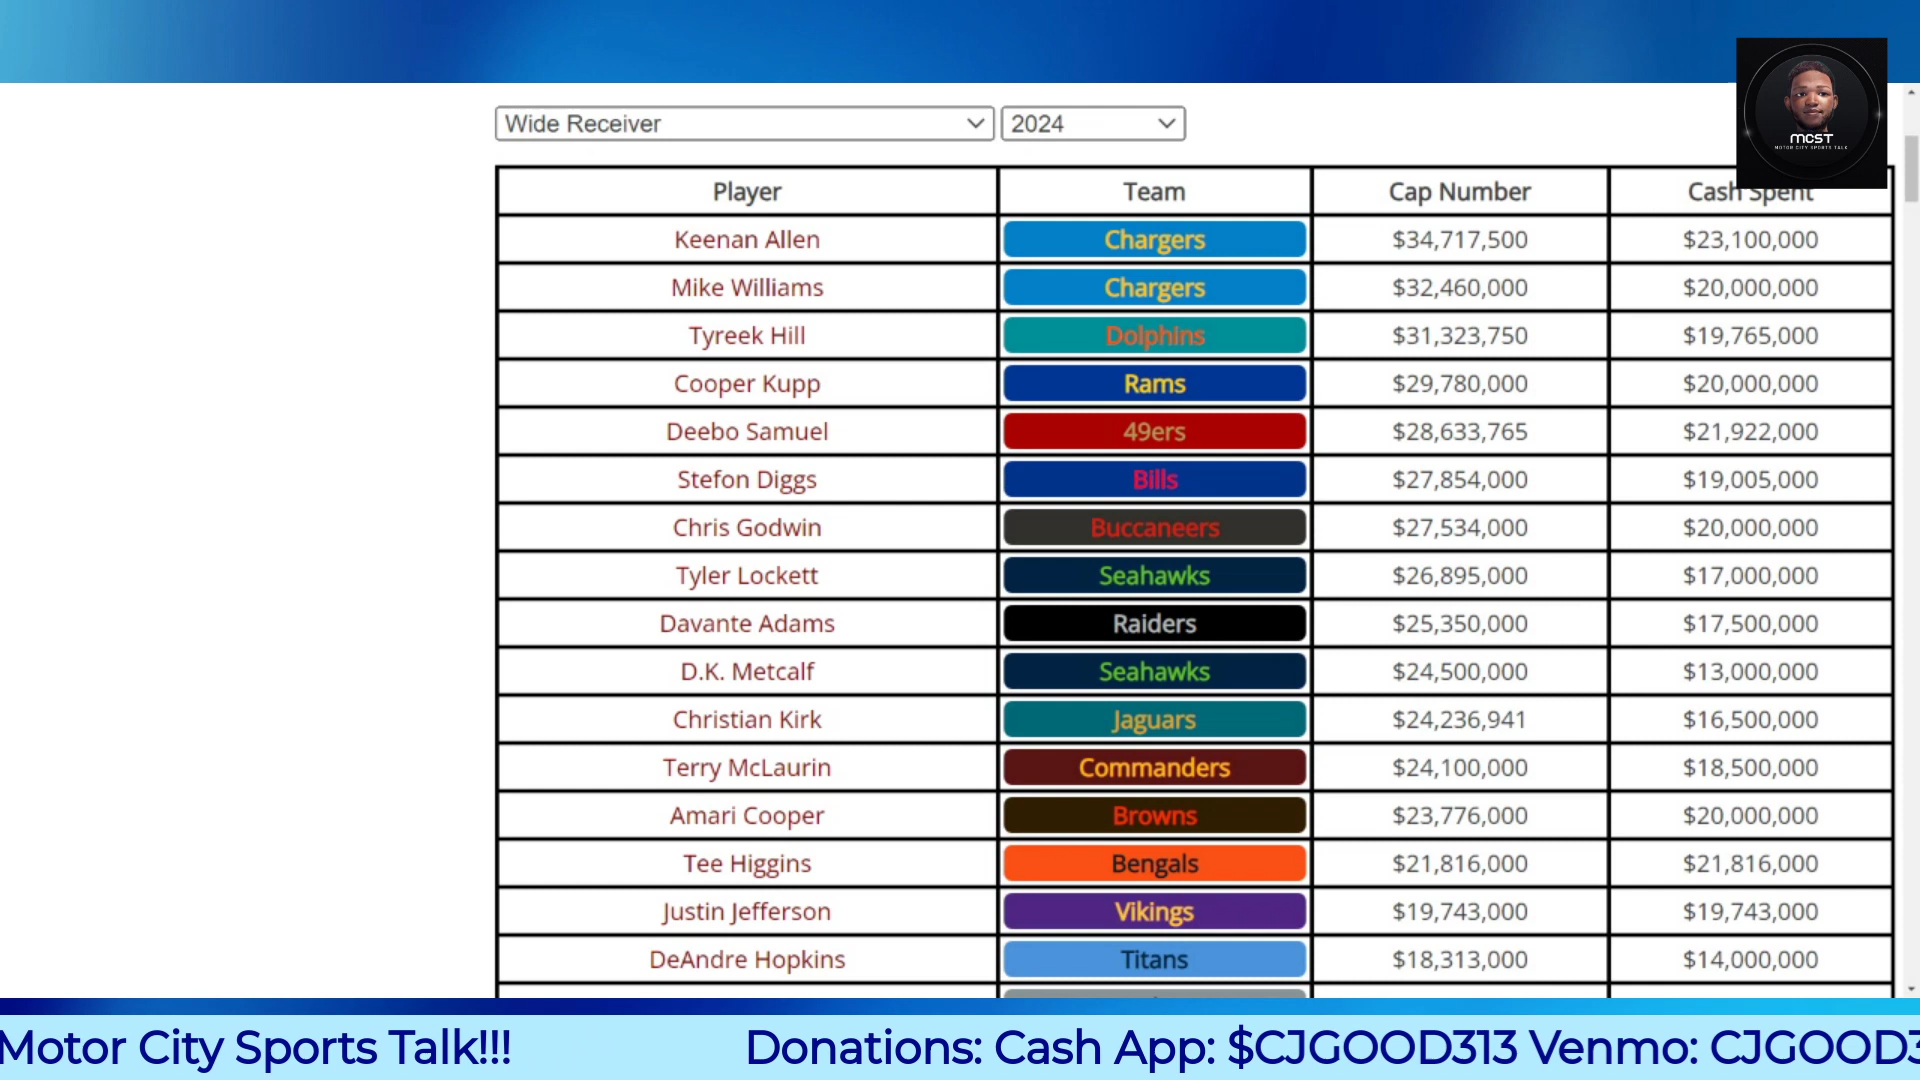 Wide Receiver 2024
MCST
MOTOR CITY SPORTS TALK
Player Team Cap Number Cash Spent
Keenan Allen Chargers $34,717,500 $23,100,000
Mike Williams Chargers $32,460,000 $20,000,000
Tyreek Hill Dolphins $31,323,750 $19,765,000
Cooper Kupp Rams $29,780,000 $20,000,000
Deebo Samuel 49ers $28,633,765 $21,922,000
Stefon Diggs Bills $27,854,000 $19,005,000
Chris Godwin Buccaneers $27,534,000 $20,000,000
Tyler Lockett Seahawks $26,895,000 $17,000,000
Davante Adams Raiders $25,350,000 $17,500,000
D.K. Metcalf Seahawks $24,500,000 $13,000,000
Christian Kirk Jaguars $24,236,941 $16,500,000
Terry McLaurin Commanders $24,100,000 $18,500,000
Amari Cooper Browns $23,776,000 $20,000,000
Tee Higgins Bengals $21,816,000 $21,816,000
Justin Jefferson Vikings $19,743,000 $19,743,000
DeAndre Hopkins Titans $18,313,000 $14,000,000
Motor City Sports Talk!!! Donations: Cash App: $CJGOOD313 Venmo: CJGOOD3